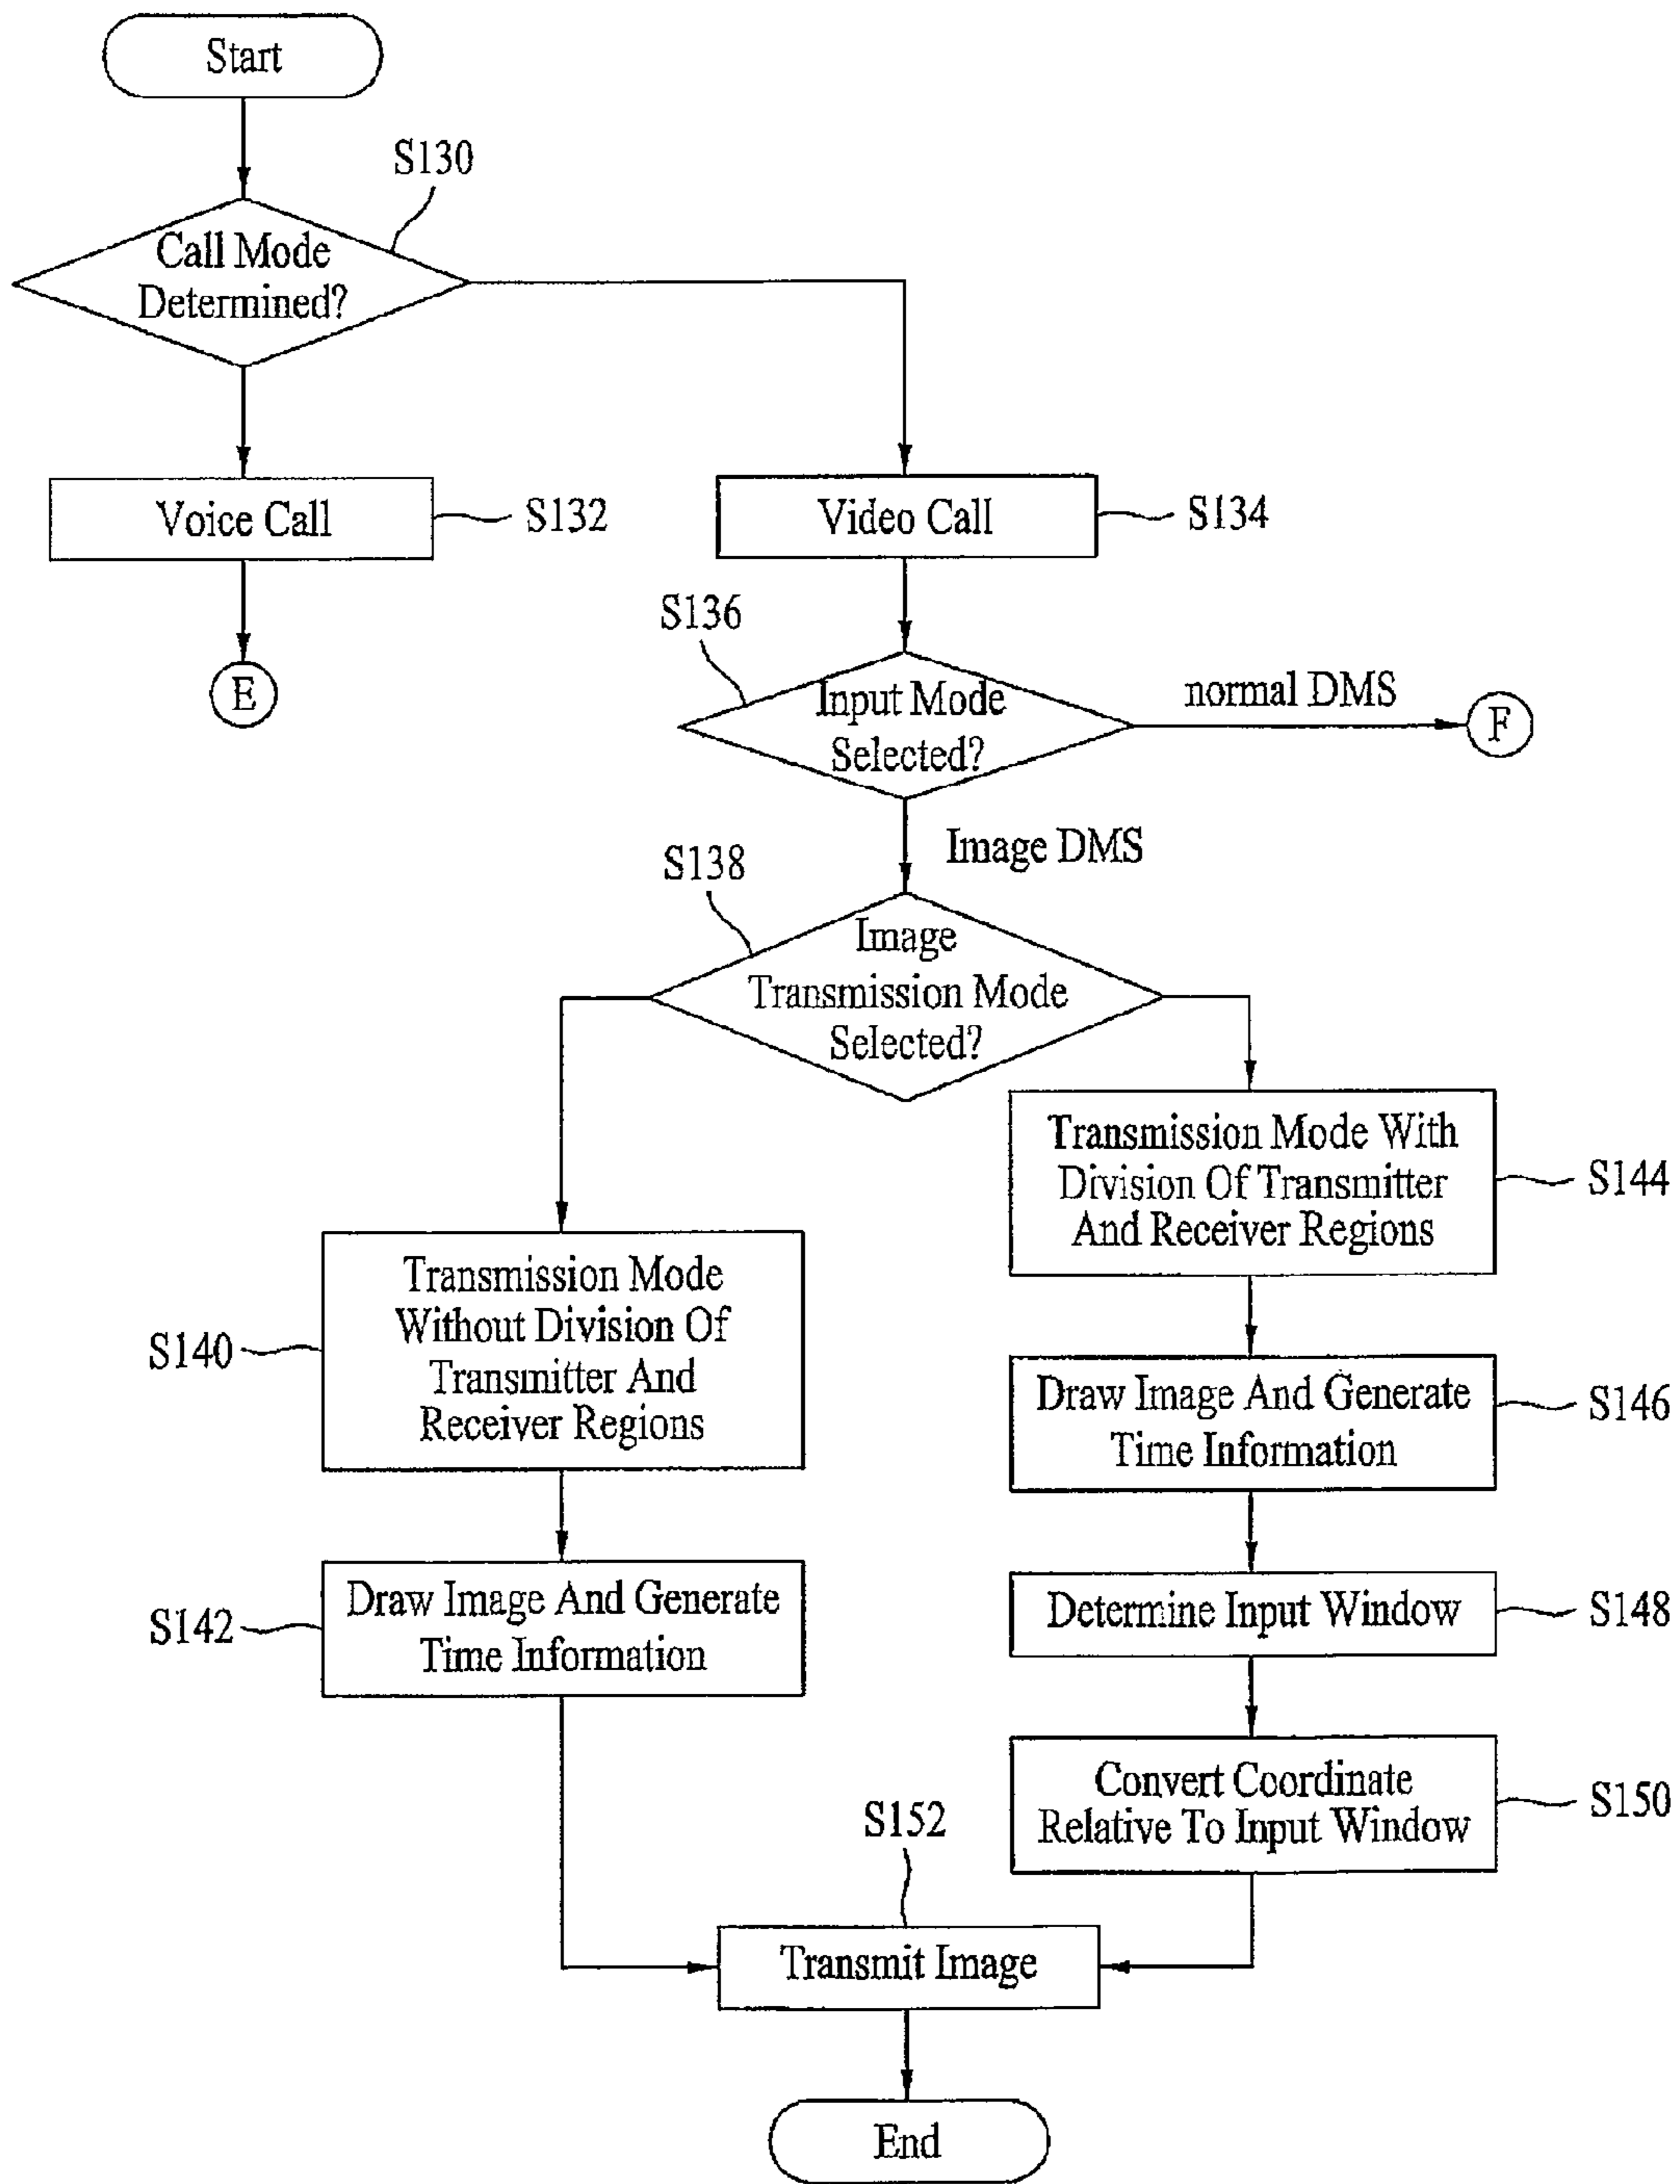 Start
S130
Call Mode
Determined?
Voice Call
S132
Video Call
S134
E
S136
Input Mode
Selected?
normal DMS
F
Image DMS
S138
Image
Transmission Mode
Selected?
Transmission Mode With
Division Of Transmitter
And Receiver Regions
S144
S140
Transmission Mode
Without Division Of
Transmitter And
Receiver Regions
Draw Image And Generate
Time Information
S146
S142
Draw Image And Generate
Time Information
Determine Input Window
S148
Convert Coordinate
Relative To Input Window
S150
S152
Transmit Image
End